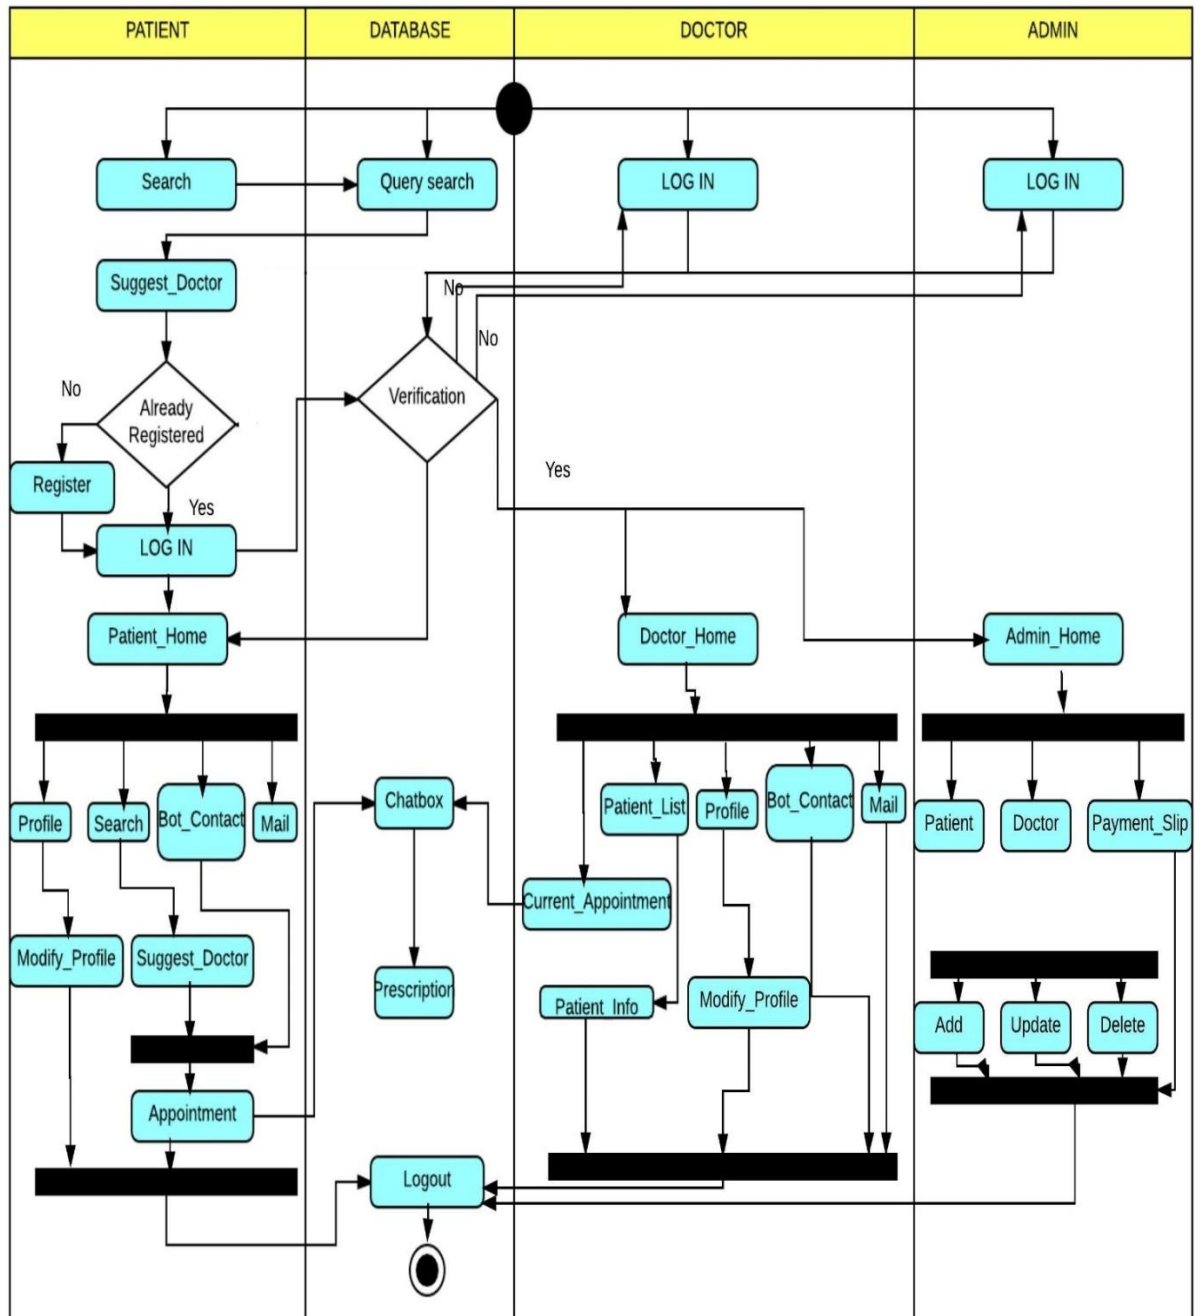 PATIENT
DATABASE
DOCTOR
ADMIN
Search
Query search
LOG IN
LOG IN
Suggest_Doctor
No
No
Verification
No
Already
Registered
Yes
Register
Yes
LOG IN
Patient_Home
Doctor_Home
Admin_Home
Profile
Search
Bot_Contact
Mail
Chatbox
Patient_List
Profile
Bot_Contact
Mail
Patient
Doctor
Payment_Slip
Current_Appointment
Modify_Profile
Suggest_Doctor
Prescription
Patient_Info
Modify_Profile
Add
Update
Delete
Appointment
Logout